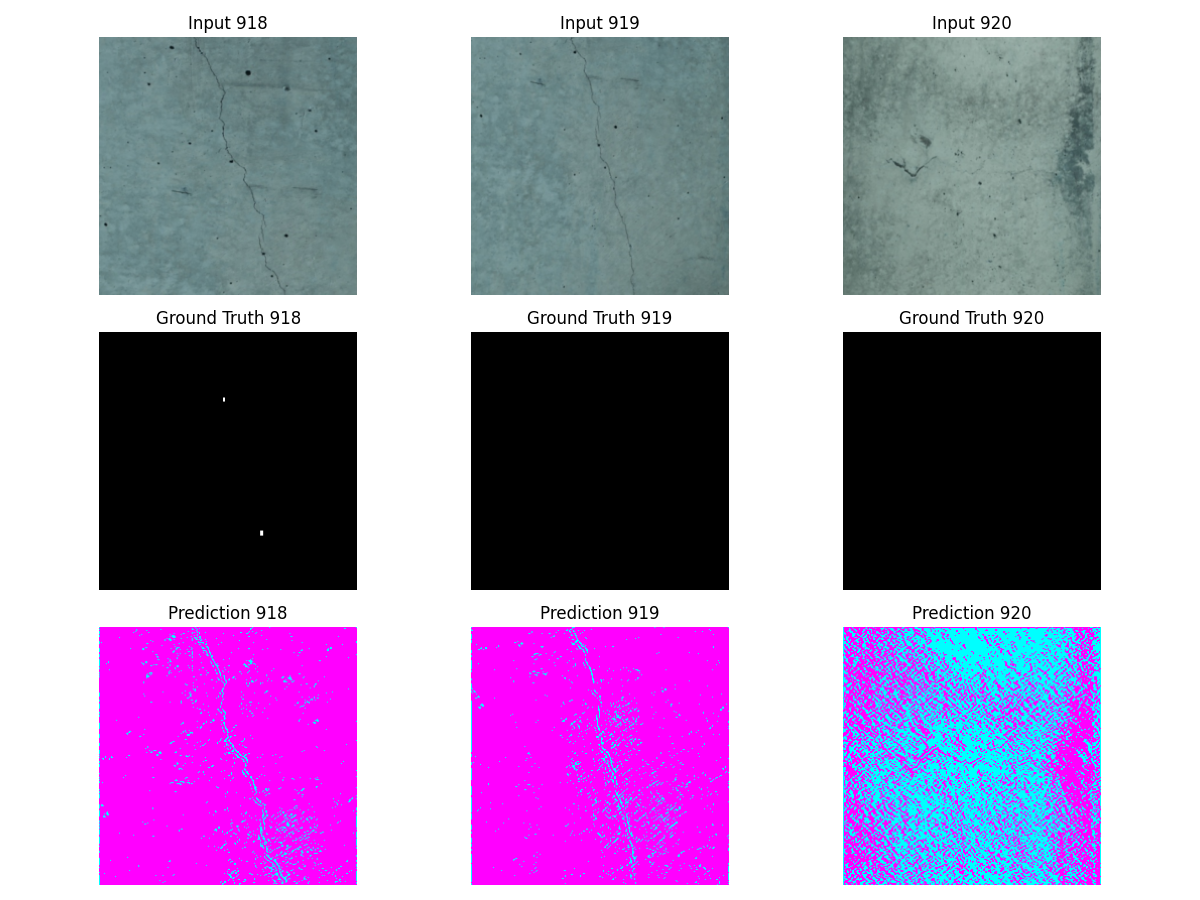 Input 918
Input 919
Input 920
Ground Truth 918
Ground Truth 919
Ground Truth 920
Prediction 918
Prediction 919
Prediction 920